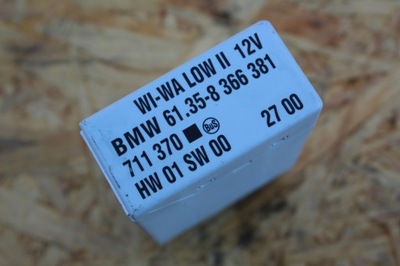 WI-WA LOW II 12V
BMW 61.35-8 366 381
711 370 BSG 27 00
HW 01 SW 00